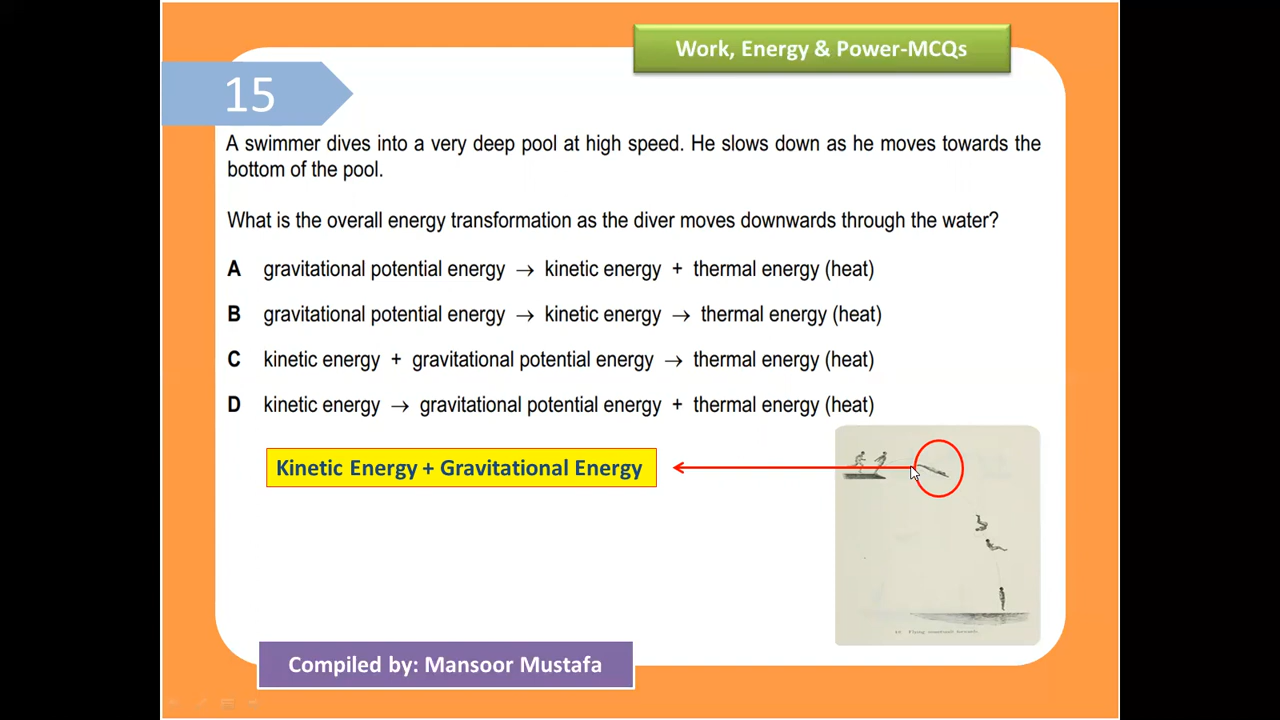 Work, Energy & Power-MCQs
15
A swimmer dives into a very deep pool at high speed. He slows down as he moves towards the
bottom of the pool.
What is the overall energy transformation as the diver moves downwards through the water?
A gravitational potential energy → kinetic energy + thermal energy (heat)
B gravitational potential energy → kinetic energy → thermal energy (heat)
C kinetic energy + gravitational potential energy → thermal energy (heat)
D kinetic energy → gravitational potential energy + thermal energy (heat)
Kinetic Energy + Gravitational Energy
Compiled by: Mansoor Mustafa